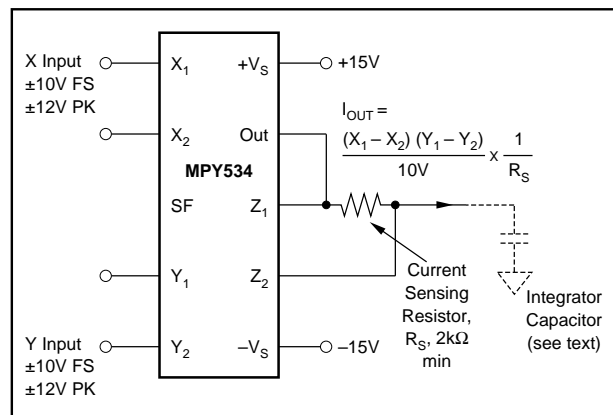 X Input
±10V FS
±12V PK
X1
X2
SF
Y1
Y Input
±10V FS
±12V PK
Y2
MPY534
+VS
+15V
Out
Z1
Z2
–VS
–15V
IOUT =
(X1 – X2) (Y1 – Y2)
10V
X
1
RS
Current
Sensing
Resistor,
RS, 2kΩ
min
Integrator
Capacitor
(see text)